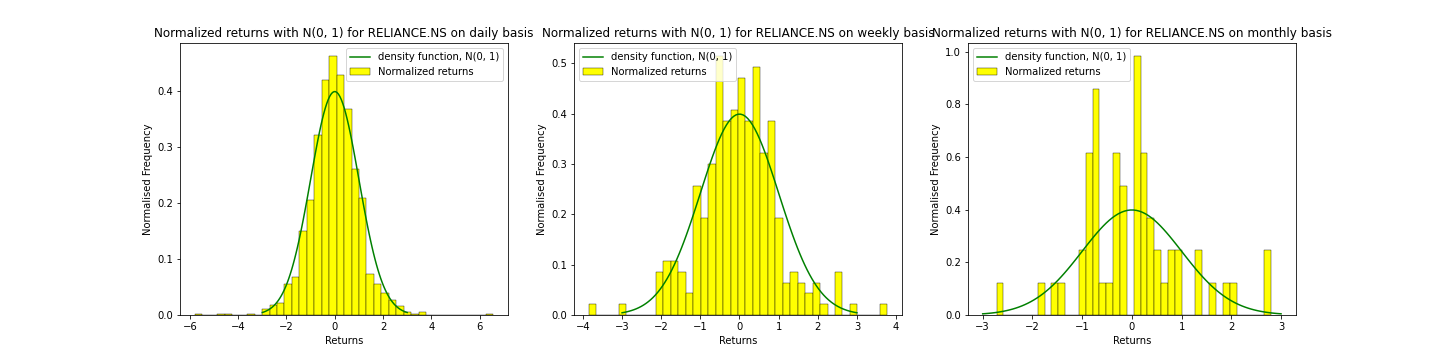 Normalized returns with N(0, 1) for RELIANCE.NS on daily basis
density function, N(0, 1)
Normalized returns
Normalised Frequency
0.4
0.3
0.2
0.1
0.0
−6 −4 −2 0 2 4 6
Returns
Normalized returns with N(0, 1) for RELIANCE.NS on weekly basis
density function, N(0, 1)
Normalized returns
Normalised Frequency
0.5
0.4
0.3
0.2
0.1
0.0
−4 −3 −2 −1 0 1 2 3 4
Returns
Normalized returns with N(0, 1) for RELIANCE.NS on monthly basis
density function, N(0, 1)
Normalized returns
Normalised Frequency
1.0
0.8
0.6
0.4
0.2
0.0
−3 −2 −1 0 1 2 3
Returns